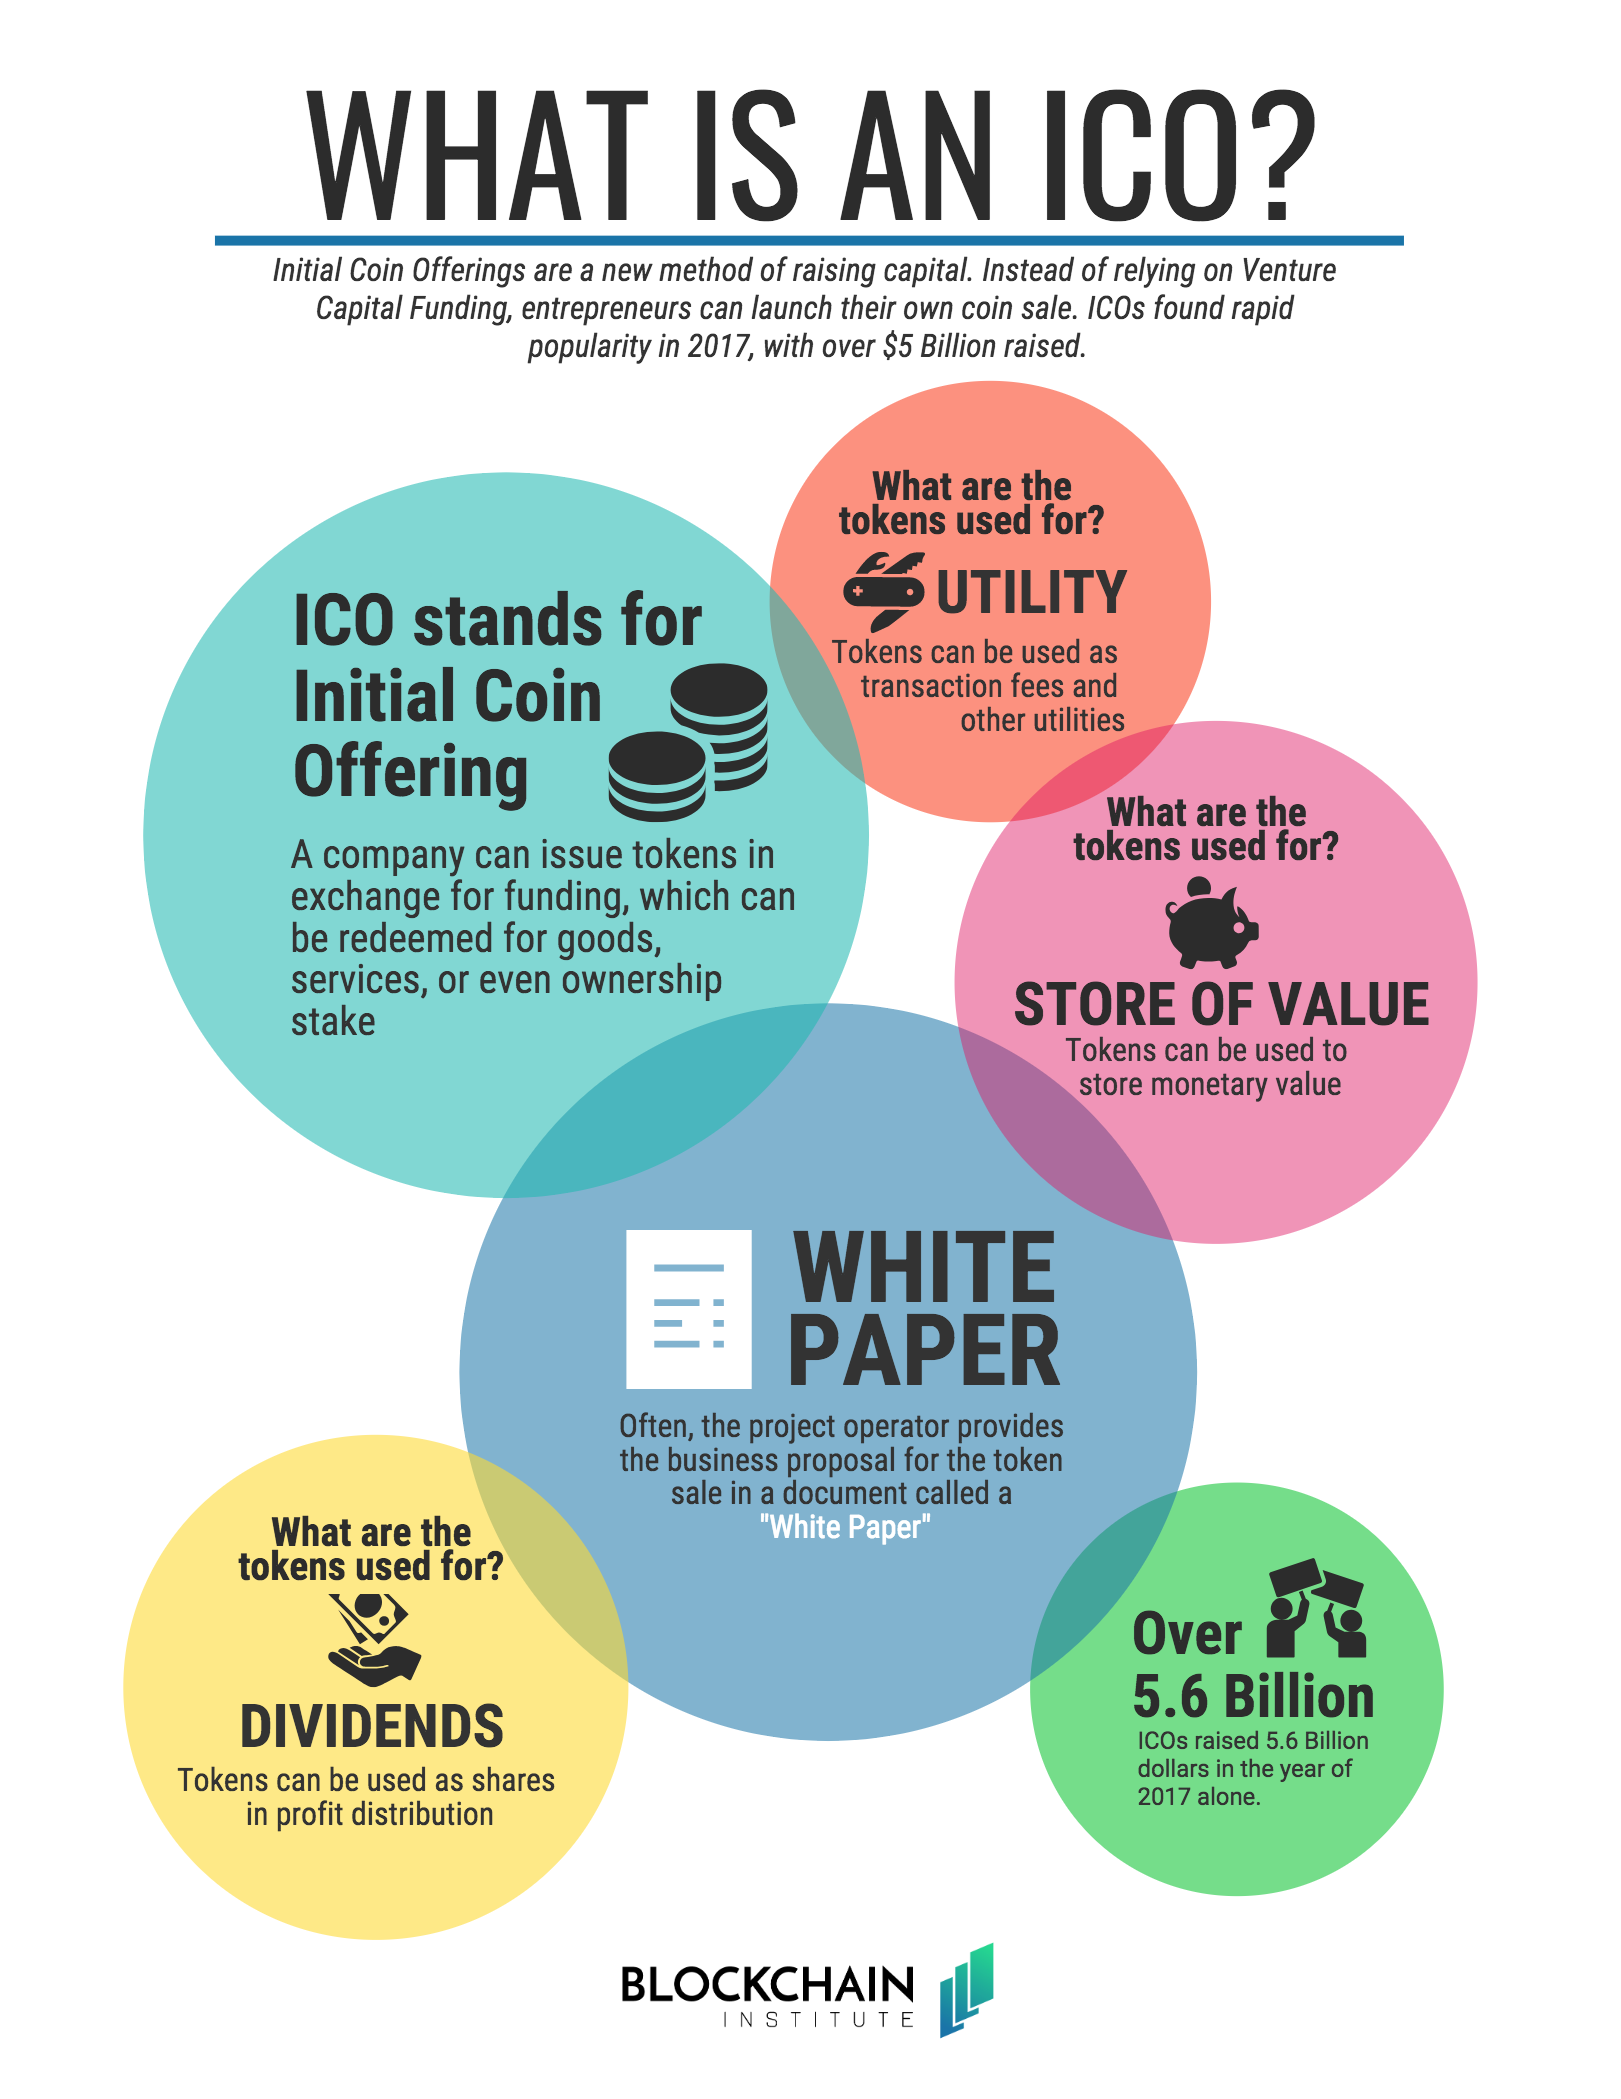 WHAT IS AN ICO?
Initial Coin Offerings are a new method of raising capital. Instead of relying on Venture
Capital Funding, entrepreneurs can launch their own coin sale. ICOs found rapid
popularity in 2017, with over $5 Billion raised.
What are the
tokens used for?
UTILITY
Tokens can be used as
transaction fees and
other utilities
ICO stands for
Initial Coin
Offering
A company can issue tokens in
exchange for funding, which can
be redeemed for goods,
services, or even ownership
stake
What are the
tokens used for?
STORE OF VALUE
Tokens can be used to
store monetary value
WHITE
PAPER
Often, the project operator provides
the business proposal for the token
sale in a document called a
"White Paper"
What are the
tokens used for?
DIVIDENDS
Tokens can be used as shares
in profit distribution
Over
5.6 Billion
ICOs raised 5.6 Billion
dollars in the year of
2017 alone.
BLOCKCHAIN
INSTITUTE